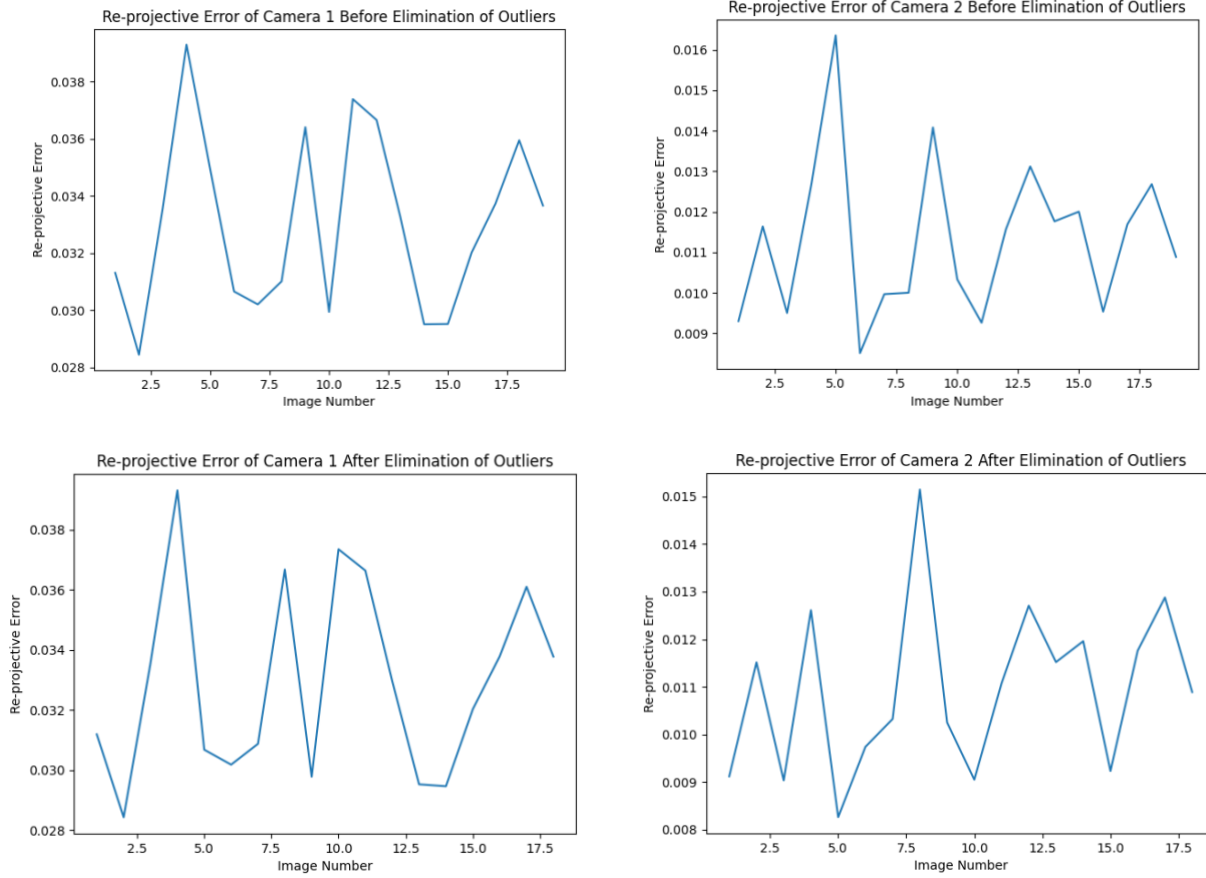 Re-projective Error of Camera 1 Before Elimination of Outliers
Re-projective Error
0.038
0.036
0.034
0.032
0.030
0.028
2.5 5.0 7.5 10.0 12.5 15.0 17.5
Image Number
Re-projective Error of Camera 2 Before Elimination of Outliers
Re-projective Error
0.016
0.015
0.014
0.013
0.012
0.011
0.010
0.009
2.5 5.0 7.5 10.0 12.5 15.0 17.5
Image Number
Re-projective Error of Camera 1 After Elimination of Outliers
Re-projective Error
0.038
0.036
0.034
0.032
0.030
0.028
2.5 5.0 7.5 10.0 12.5 15.0 17.5
Image Number
Re-projective Error of Camera 2 After Elimination of Outliers
Re-projective Error
0.015
0.014
0.013
0.012
0.011
0.010
0.009
0.008
2.5 5.0 7.5 10.0 12.5 15.0 17.5
Image Number